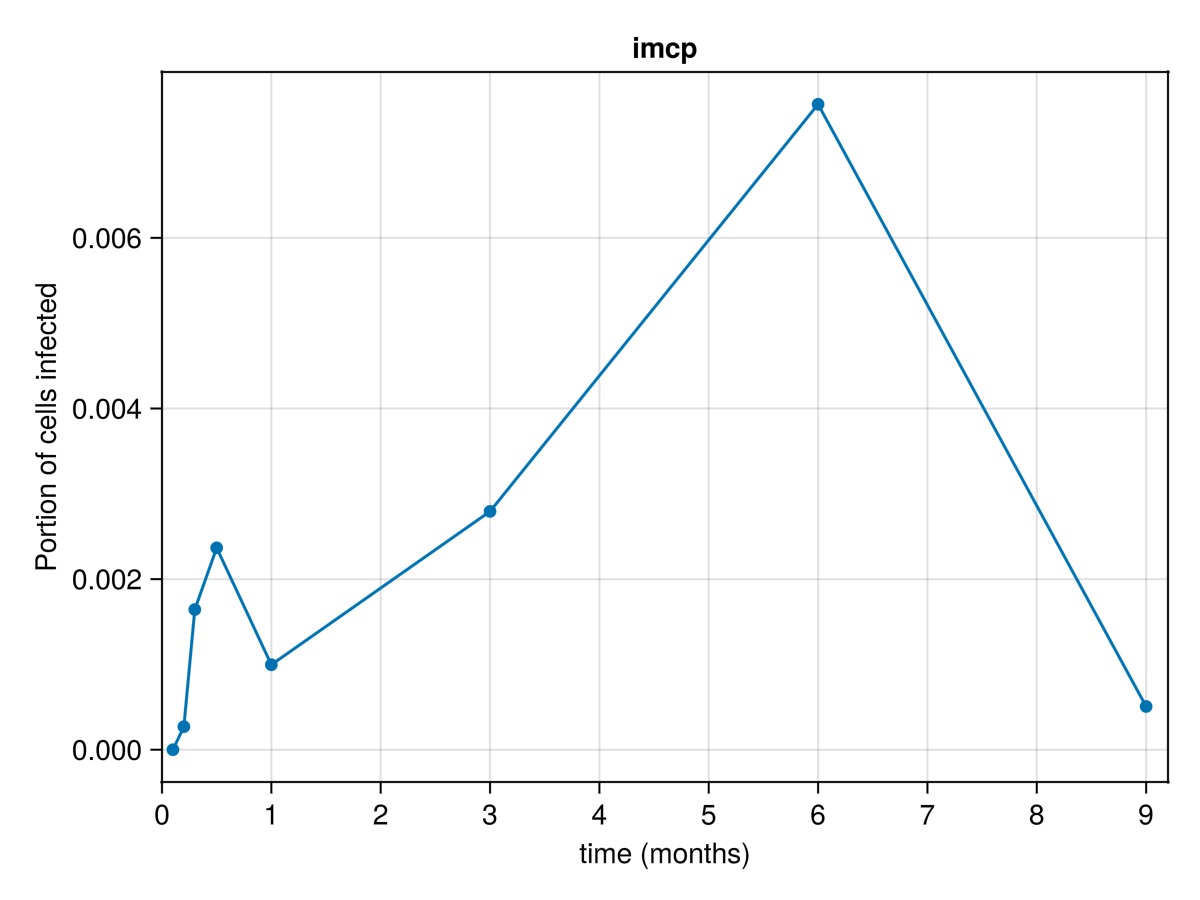 imcp
Portion of cells infected
0.006
0.004
0.002
0.000
0 1 2 3 4 5 6 7 8 9
time (months)